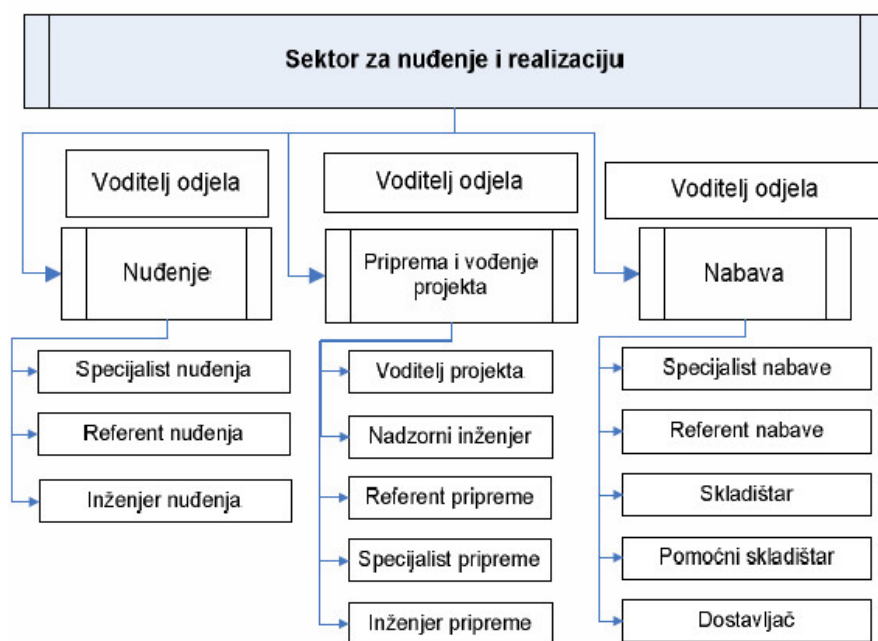 Sektor za nuđenje i realizaciju
Voditelj odjela
Nuđenje
Specijalist nuđenja
Referent nuđenja
Inženjer nuđenja
Voditelj odjela
Priprema i vođenje
projekta
Voditelj projekta
Nadzorni inženjer
Referent pripreme
Specijalist pripreme
Inženjer pripreme
Voditelj odjela
Nabava
Specijalist nabave
Referent nabave
Skladištar
Pomoćni skladištar
Dostavljač